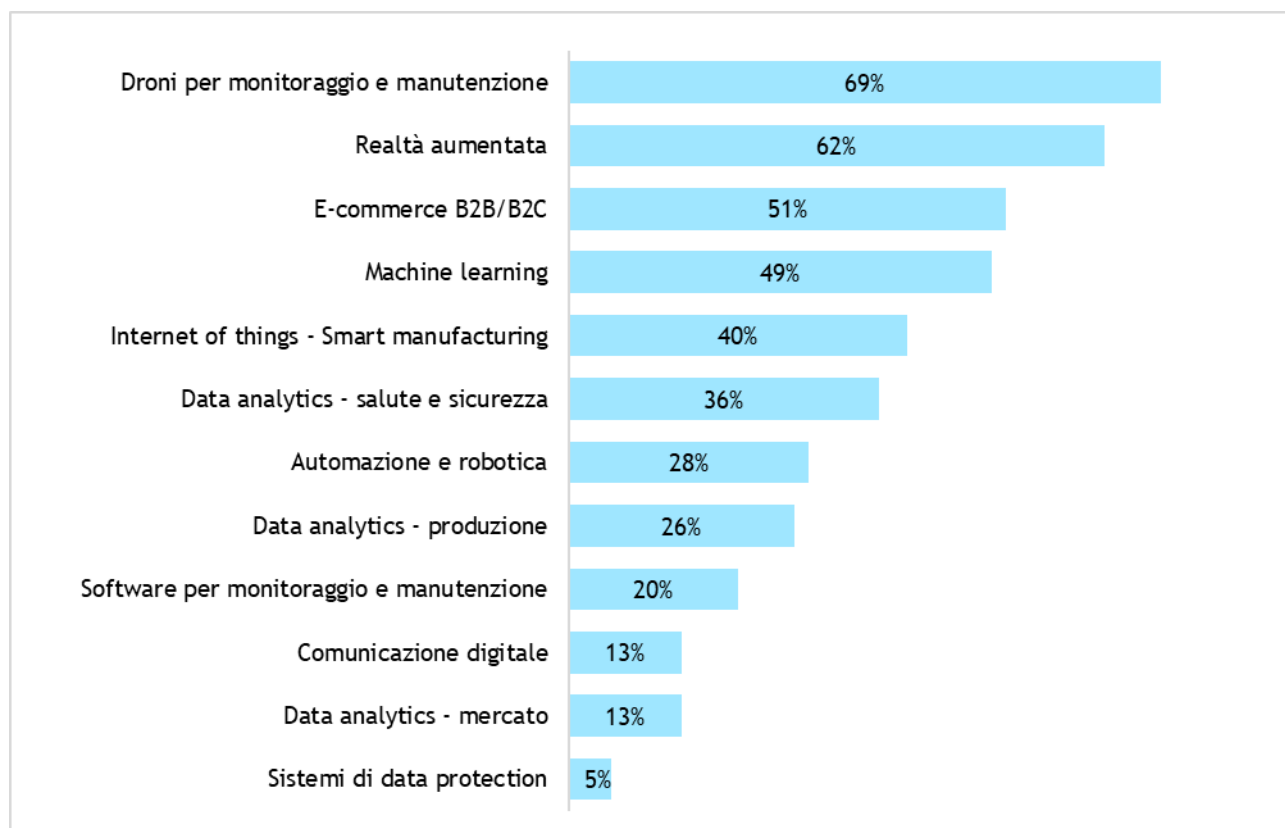 Droni per monitoraggio e manutenzione 69%
Realtà aumentata 62%
E-commerce B2B/B2C 51%
Machine learning 49%
Internet of things - Smart manufacturing 40%
Data analytics - salute e sicurezza 36%
Automazione e robotica 28%
Data analytics - produzione 26%
Software per monitoraggio e manutenzione 20%
Comunicazione digitale 13%
Data analytics - mercato 13%
Sistemi di data protection 5%